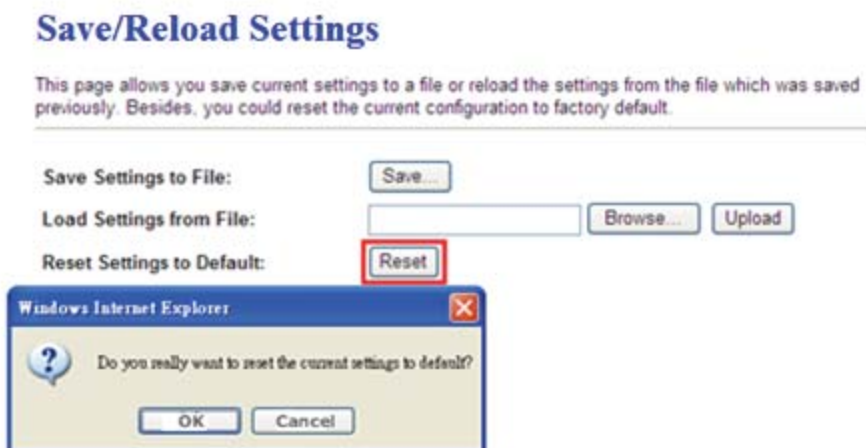 Save/Reload Settings
This page allows you save current settings to a file or reload the settings from the file which was saved
previously. Besides, you could reset the current configuration to factory default.
Save Settings to File: Save...
Load Settings from File: Browse... Upload
Reset Settings to Default: Reset
Windows Internet Explorer
Do you really want to reset the current settings to default?
OK Cancel